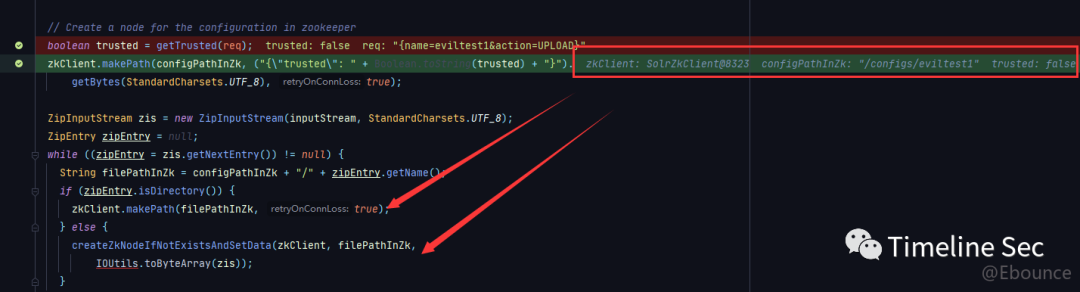 // Create a node for the configuration in zookeeper
boolean trusted = getTrusted(req);  trusted: false  req: "{name=eviltest1&action=UPLOAD}"
zkClient.makePath(configPathInZk, ("{\"trusted\": " + Boolean.toString(trusted) + "}").  zkClient: SolrZkClient@8323  configPathInZk: "/configs/eviltest1"  trusted: false
getBytes(StandardCharsets.UTF_8), retryOnConnLoss: true);
ZipInputStream zis = new ZipInputStream(inputStream, StandardCharsets.UTF_8);
ZipEntry zipEntry = null;
while ((zipEntry = zis.getNextEntry()) != null) {
String filePathInZk = configPathInZk + "/" + zipEntry.getName();
if (zipEntry.isDirectory()) {
zkClient.makePath(filePathInZk, retryOnConnLoss: true);
} else {
createZkNodeIfNotExistsAndSetData(zkClient, filePathInZk,
IOUtils.toByteArray(zis));
}
Timeline Sec
@Ebounce